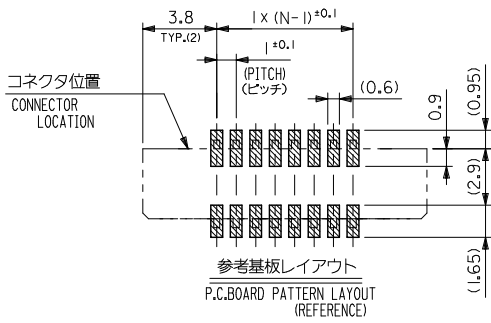 3.8
TYP.(2)
1×(N-1)±0.1
1±0.1
(PITCH)
(ピッチ)
(0.6)
0.9
(0.95)
(2.9)
(1.65)
コネクタ位置
CONNECTOR
LOCATION
参考基板レイアウト
P.C.BOARD PATTERN LAYOUT
(REFERENCE)